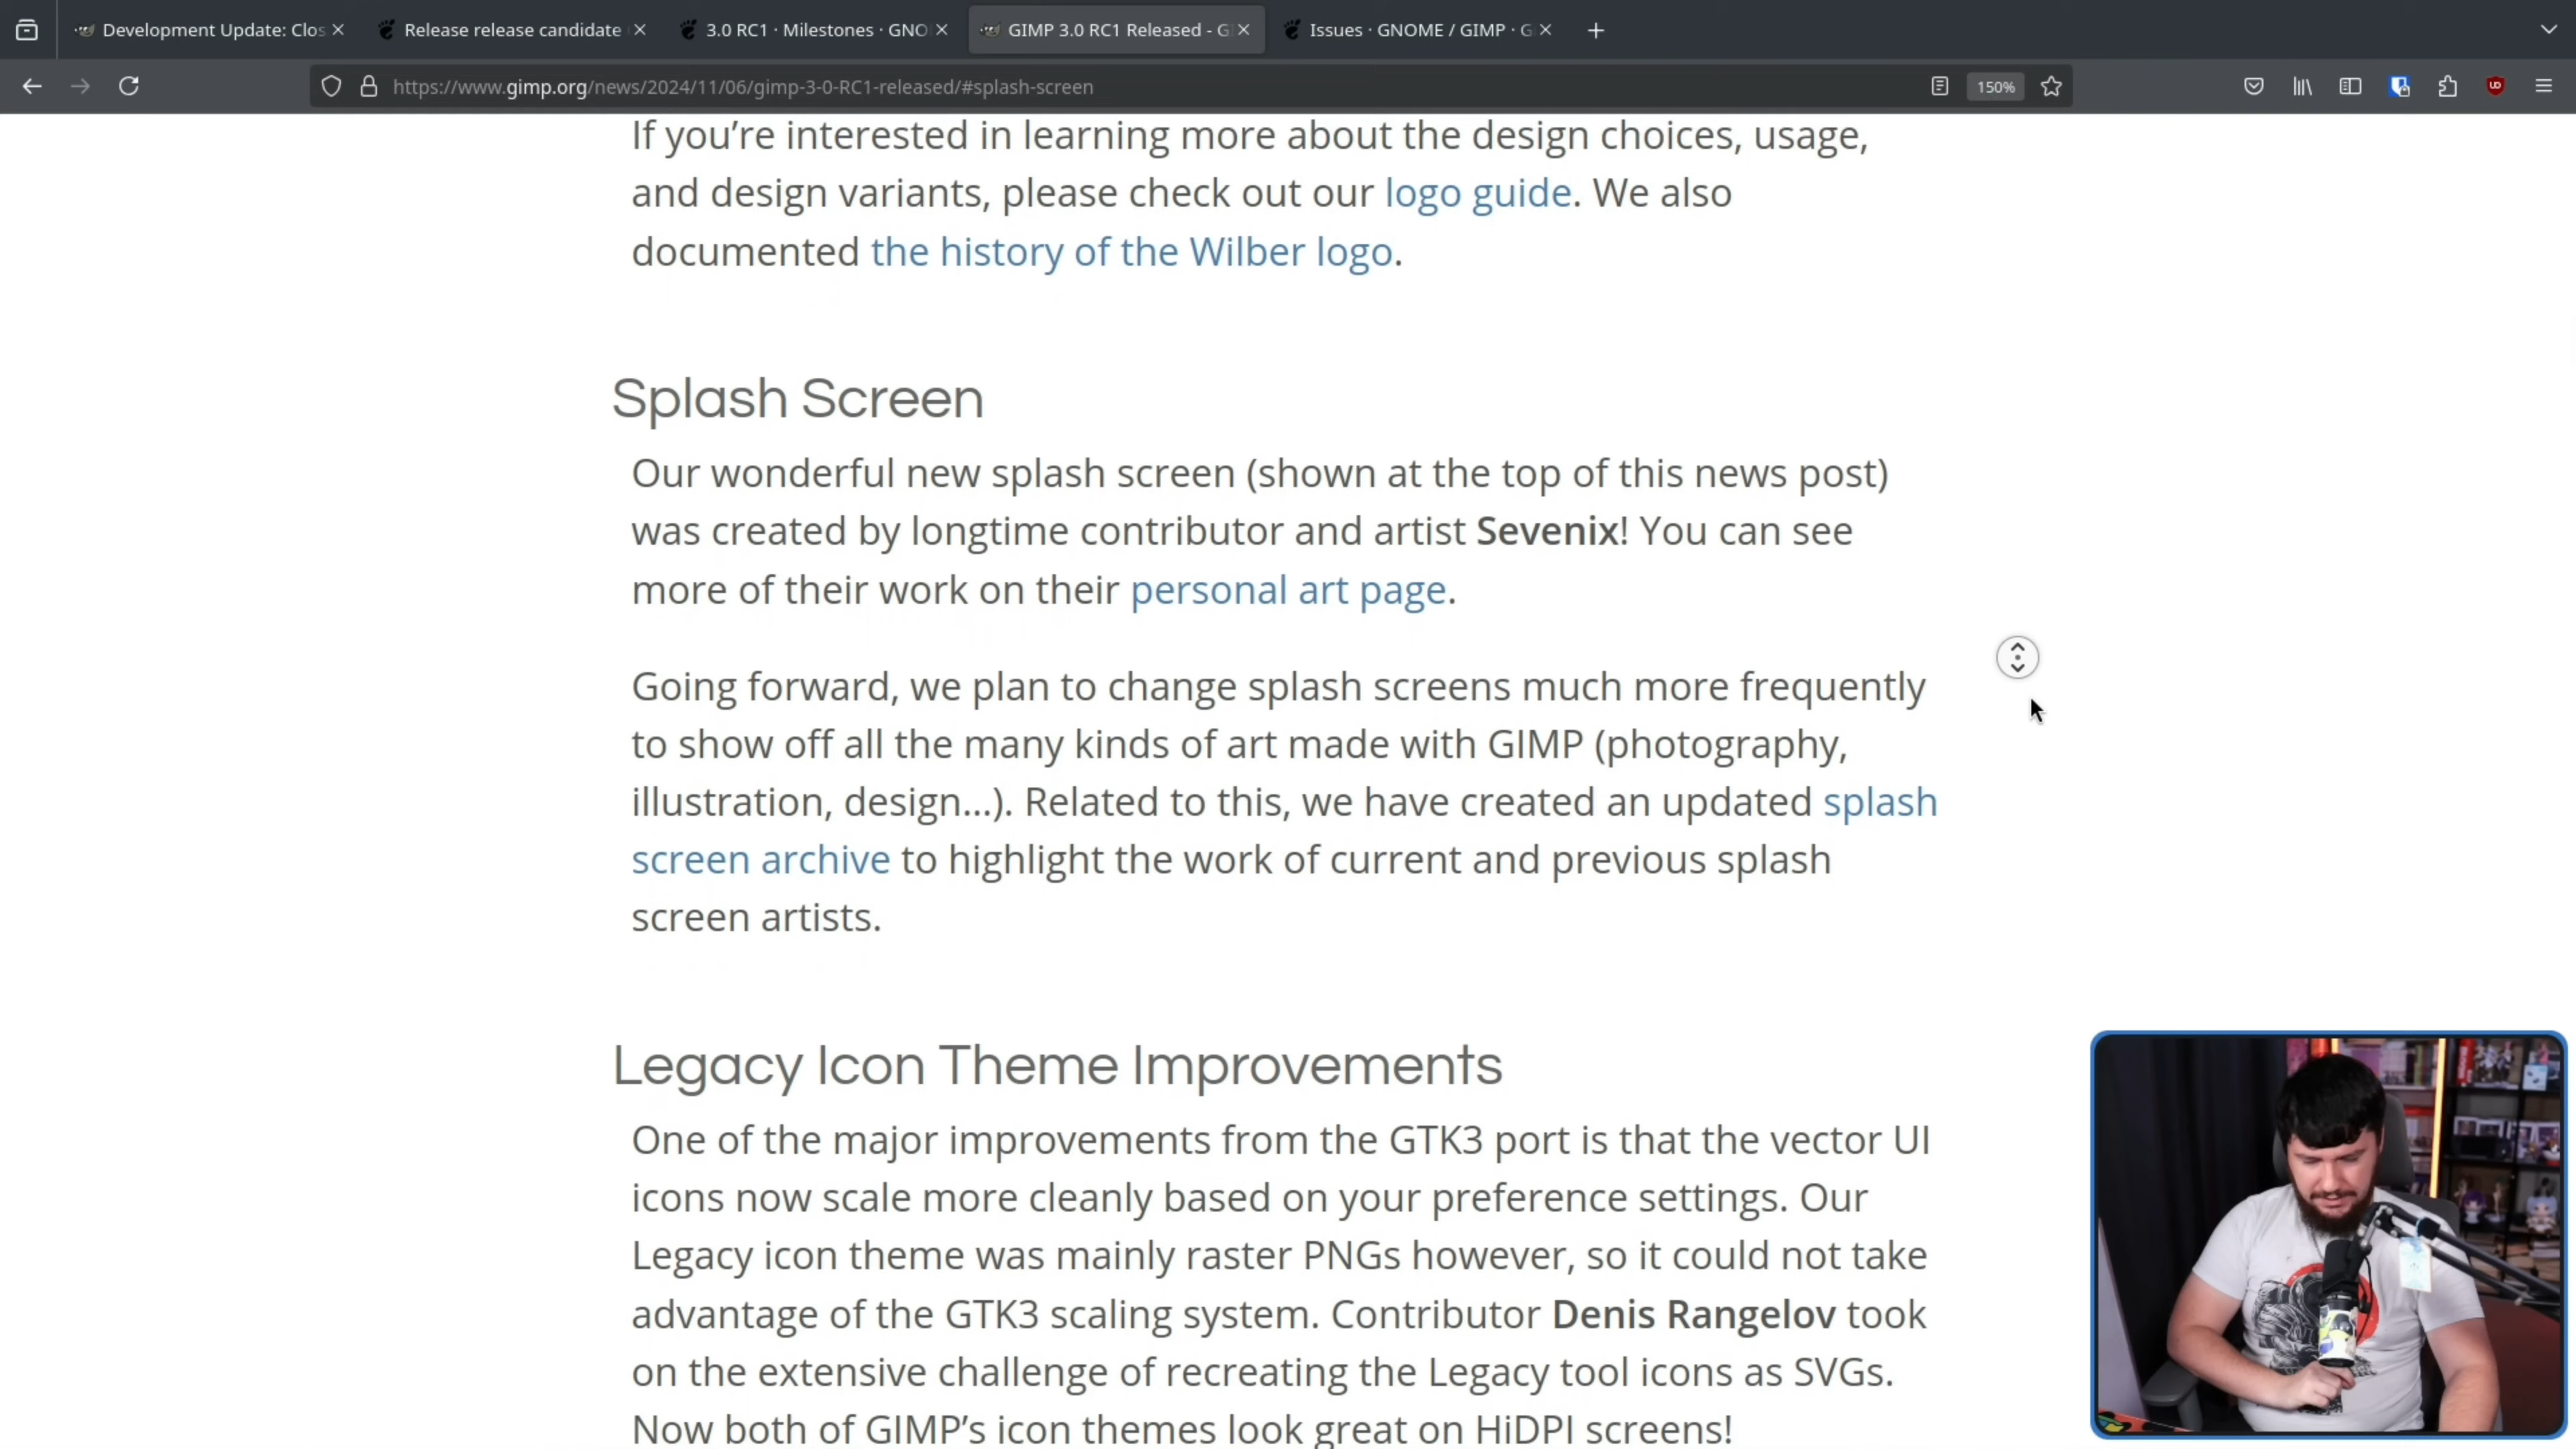 Development Update: Clos
Release release candidate
3.0 RC1 · Milestones · GNO
GIMP 3.0 RC1 Released - G
Issues · GNOME / GIMP · G
https://www.gimp.org/news/2024/11/06/gimp-3-0-RC1-released/#splash-screen
150%
If you’re interested in learning more about the design choices, usage,
and design variants, please check out our logo guide. We also
documented the history of the Wilber logo.
Splash Screen
Our wonderful new splash screen (shown at the top of this news post)
was created by longtime contributor and artist Sevenix! You can see
more of their work on their personal art page.
Going forward, we plan to change splash screens much more frequently
to show off all the many kinds of art made with GIMP (photography,
illustration, design…). Related to this, we have created an updated splash
screen archive to highlight the work of current and previous splash
screen artists.
Legacy Icon Theme Improvements
One of the major improvements from the GTK3 port is that the vector UI
icons now scale more cleanly based on your preference settings. Our
Legacy icon theme was mainly raster PNGs however, so it could not take
advantage of the GTK3 scaling system. Contributor Denis Rangelov took
on the extensive challenge of recreating the Legacy tool icons as SVGs.
Now both of GIMP’s icon themes look great on HiDPI screens!